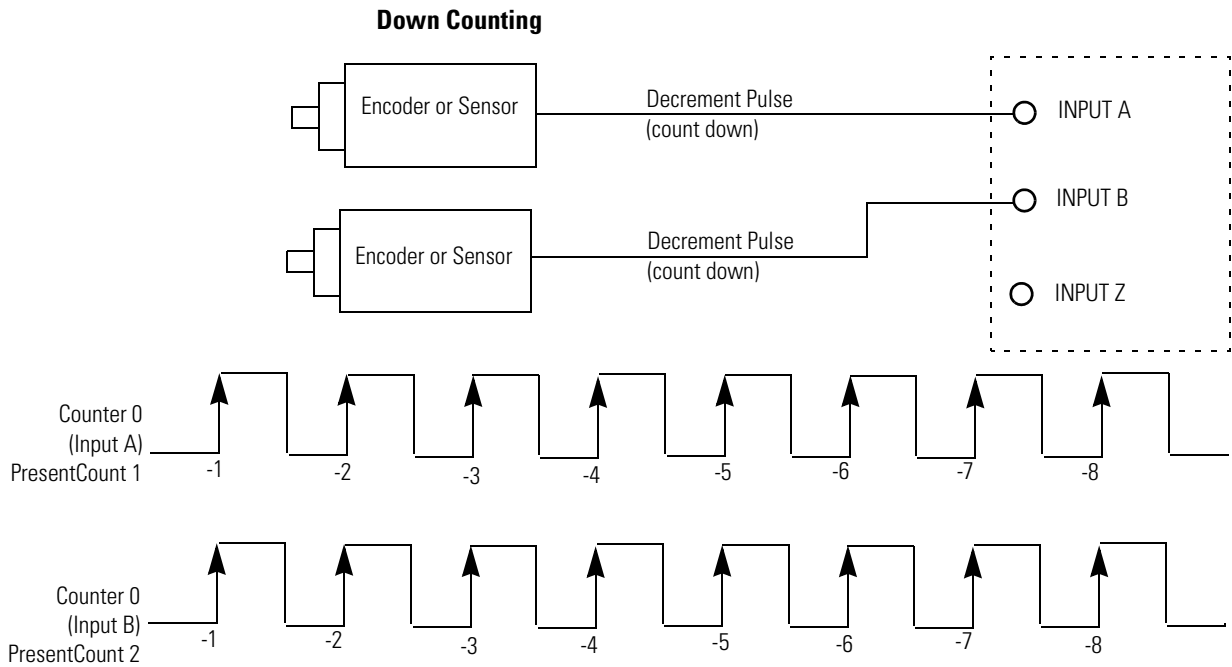 Down Counting
Encoder or Sensor
Decrement Pulse
(count down)
INPUT A
INPUT B
Encoder or Sensor
Decrement Pulse
(count down)
INPUT Z
Counter 0
(Input A)
PresentCount 1
-1 -2 -3 -4 -5 -6 -7 -8
Counter 0
(Input B)
PresentCount 2
-1 -2 -3 -4 -5 -6 -7 -8